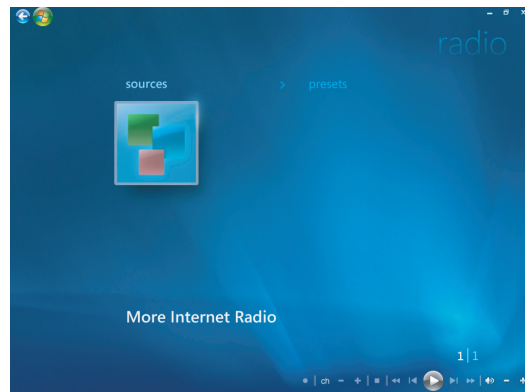 radio
sources > presets
More Internet Radio
1|1
ch − +